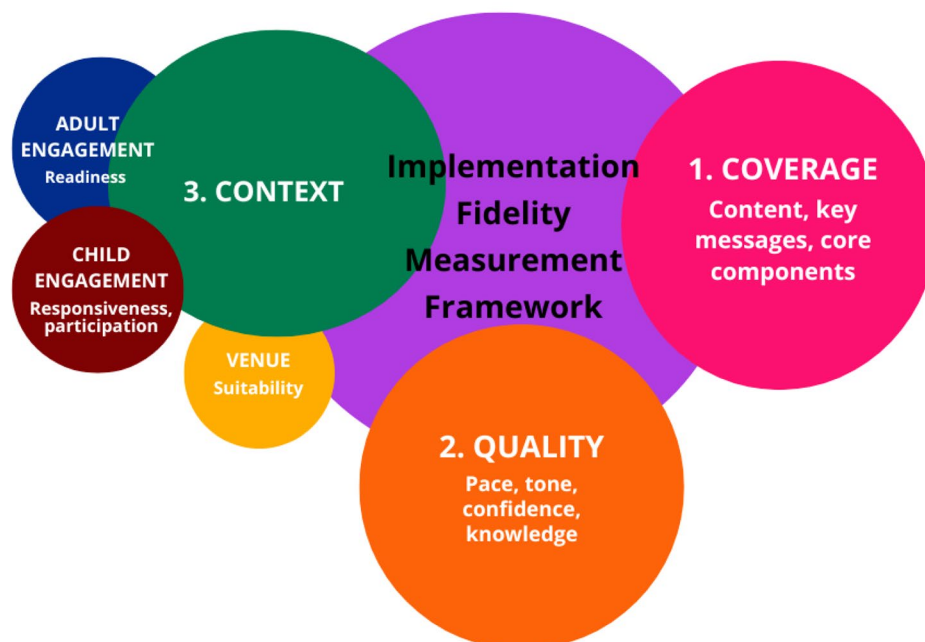 Implementation
Fidelity
Measurement
Framework
1. COVERAGE
Content, key
messages, core
components
2. QUALITY
Pace, tone,
confidence,
knowledge
3. CONTEXT
ADULT
ENGAGEMENT
Readiness
CHILD
ENGAGEMENT
Responsiveness,
participation
VENUE
Suitability